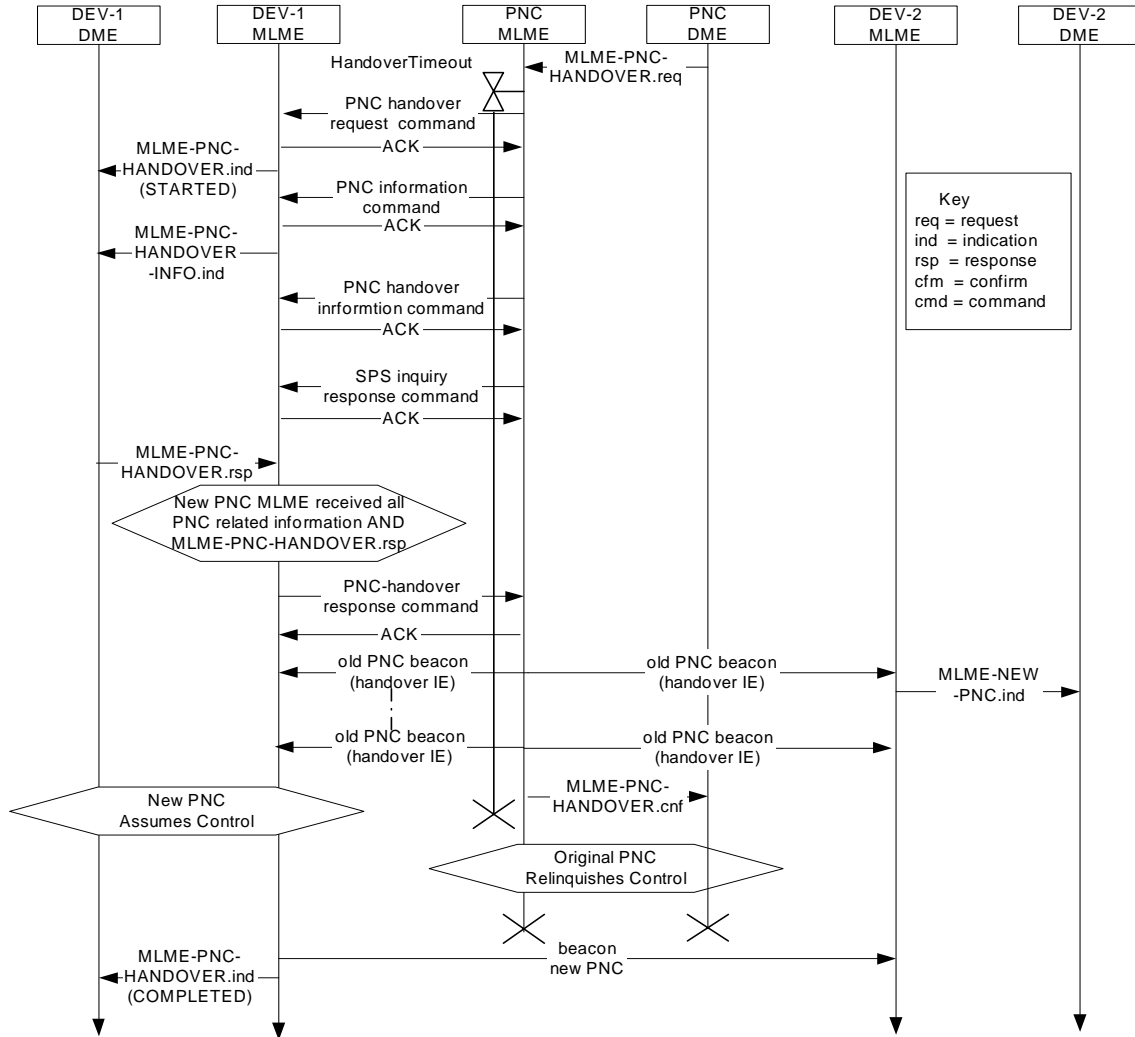 DEV-1
DME
DEV-1
MLME
PNC
MLME
PNC
DME
DEV-2
MLME
DEV-2
DME
HandoverTimeout
MLME-PNC-
HANDOVER.req
PNC handover
request command
ACK
MLME-PNC-
HANDOVER.ind
(STARTED)
PNC information
command
ACK
MLME-PNC-
HANDOVER
-INFO.ind
Key
req = request
ind = indication
rsp = response
cfm = confirm
cmd = command
PNC handover
inrformtion command
ACK
SPS inquiry
response command
ACK
MLME-PNC-
HANDOVER.rsp
New PNC MLME received all
PNC related information AND
MLME-PNC-HANDOVER.rsp
PNC-handover
response command
ACK
old PNC beacon
(handover IE)
old PNC beacon
(handover IE)
MLME-NEW
-PNC.ind
old PNC beacon
(handover IE)
old PNC beacon
(handover IE)
MLME-PNC-
HANDOVER.cnf
New PNC
Assumes Control
Original PNC
Relinquishes Control
beacon
new PNC
MLME-PNC-
HANDOVER.ind
(COMPLETED)